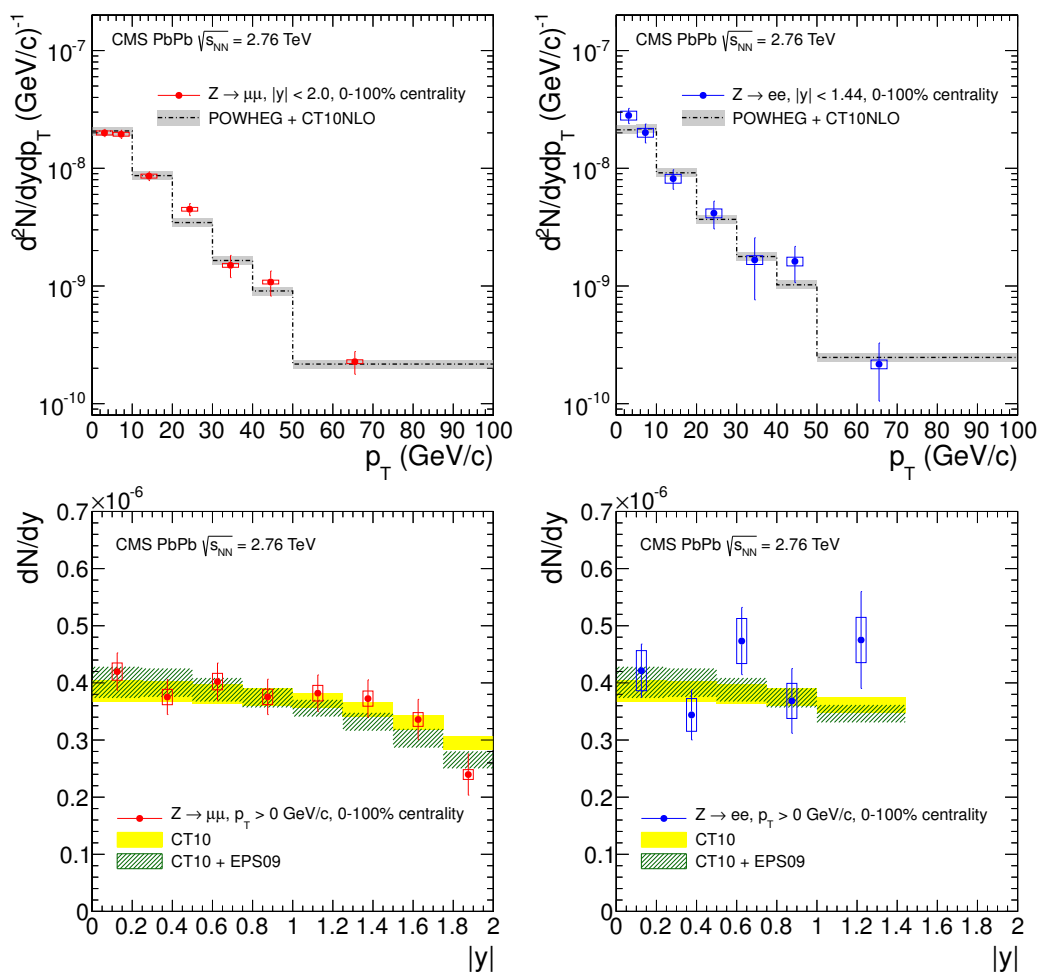 d²N/dydp_T (GeV/c)⁻¹
10⁻⁷
10⁻⁸
10⁻⁹
10⁻¹⁰
CMS PbPb √s_NN = 2.76 TeV
Z → μμ, |y| < 2.0, 0-100% centrality
POWHEG + CT10NLO
0 10 20 30 40 50 60 70 80 90 100
p_T (GeV/c)
d²N/dydp_T (GeV/c)⁻¹
10⁻⁷
10⁻⁸
10⁻⁹
10⁻¹⁰
CMS PbPb √s_NN = 2.76 TeV
Z → ee, |y| < 1.44, 0-100% centrality
POWHEG + CT10NLO
0 10 20 30 40 50 60 70 80 90 100
p_T (GeV/c)
dN/dy
×10⁻⁶
0.7
0.6
0.5
0.4
0.3
0.2
0.1
0
CMS PbPb √s_NN = 2.76 TeV
Z → μμ, p_T > 0 GeV/c, 0-100% centrality
CT10
CT10 + EPS09
0 0.2 0.4 0.6 0.8 1 1.2 1.4 1.6 1.8 2
|y|
dN/dy
×10⁻⁶
0.7
0.6
0.5
0.4
0.3
0.2
0.1
0
CMS PbPb √s_NN = 2.76 TeV
Z → ee, p_T > 0 GeV/c, 0-100% centrality
CT10
CT10 + EPS09
0 0.2 0.4 0.6 0.8 1 1.2 1.4 1.6 1.8 2
|y|